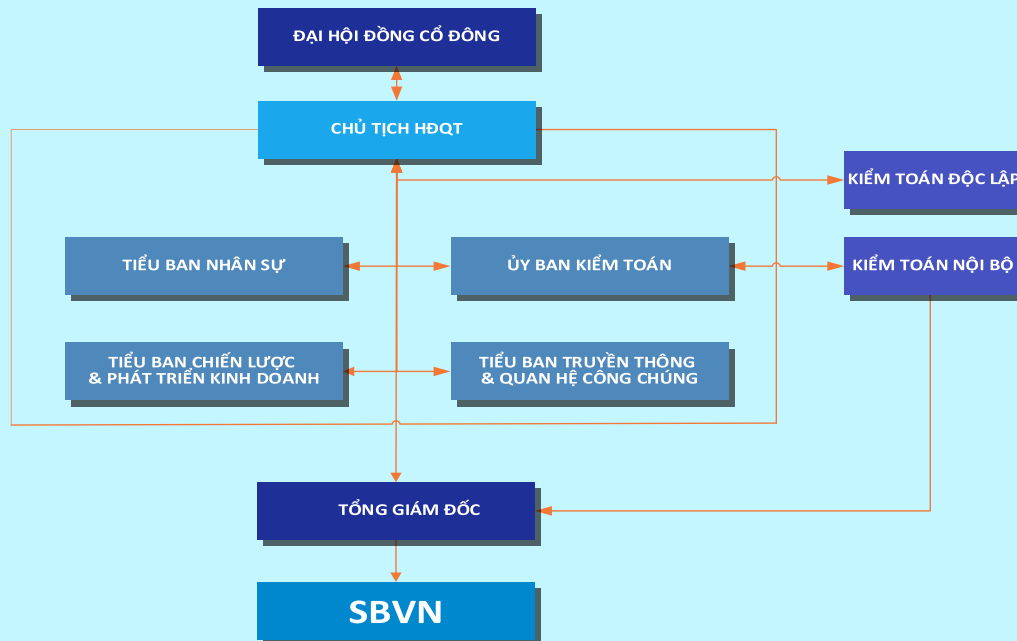 ĐẠI HỘI ĐỒNG CỔ ĐÔNG
CHỦ TỊCH HĐQT
KIỂM TOÁN ĐỘC LẬP
TIỂU BAN NHÂN SỰ
ỦY BAN KIỂM TOÁN
KIỂM TOÁN NỘI BỘ
TIỂU BAN CHIẾN LƯỢC
& PHÁT TRIỂN KINH DOANH
TIỂU BAN TRUYỀN THÔNG
& QUAN HỆ CÔNG CHÚNG
TỔNG GIÁM ĐỐC
SBVN